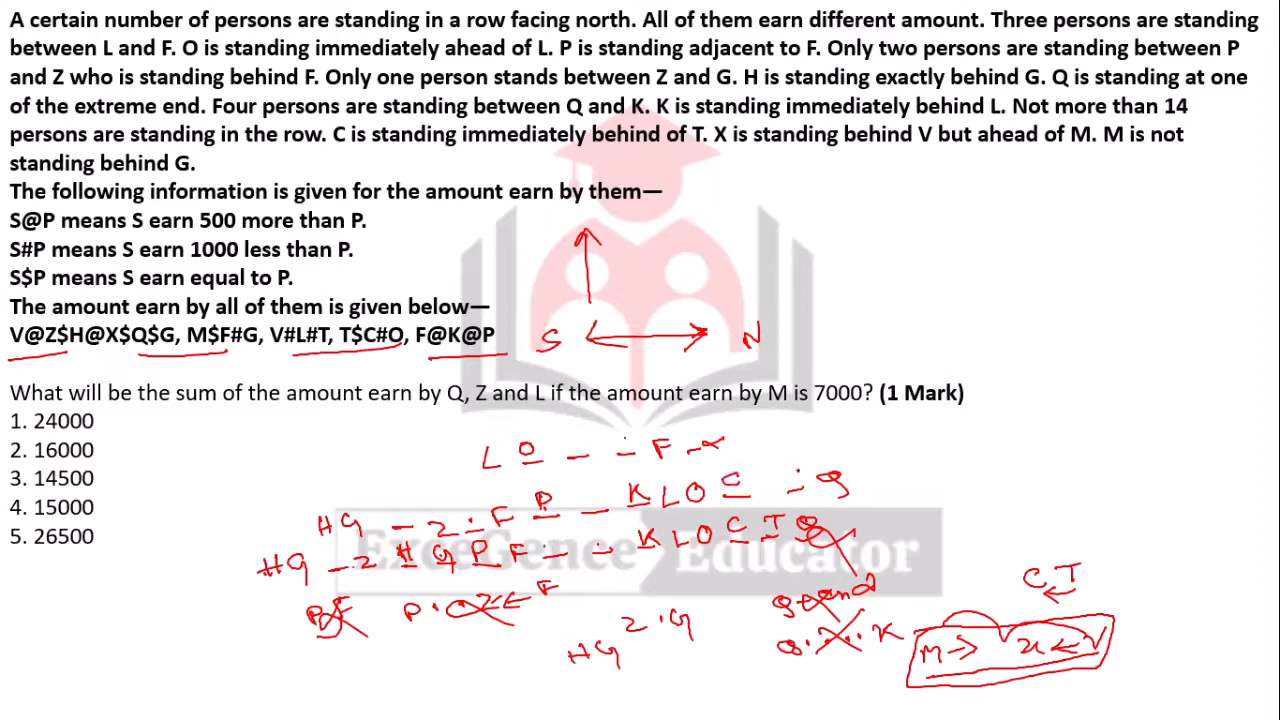 A certain number of persons are standing in a row facing north. All of them earn different amount. Three persons are standing
between L and F. O is standing immediately ahead of L. P is standing adjacent to F. Only two persons are standing between P
and Z who is standing behind F. Only one person stands between Z and G. H is standing exactly behind G. Q is standing at one
of the extreme end. Four persons are standing between Q and K. K is standing immediately behind L. Not more than 14
persons are standing in the row. C is standing immediately behind of T. X is standing behind V but ahead of M. M is not
standing behind G.
The following information is given for the amount earn by them—
S@P means S earn 500 more than P.
S#P means S earn 1000 less than P.
S$P means S earn equal to P.
The amount earn by all of them is given below—
V@Z$H@X$Q$G, M$F#G, V#L#T, T$C#O, F@K@P
S N
What will be the sum of the amount earn by Q, Z and L if the amount earn by M is 7000? (1 Mark)
1. 24000
2. 16000
3. 14500
4. 15000
5. 26500
L O _ _ F _
H G _ Z _ F P _ K L O C _
H G _ Z H G P F _ _ K L O C T
ExceGence Educator
C T
Z . G
H G
M
V